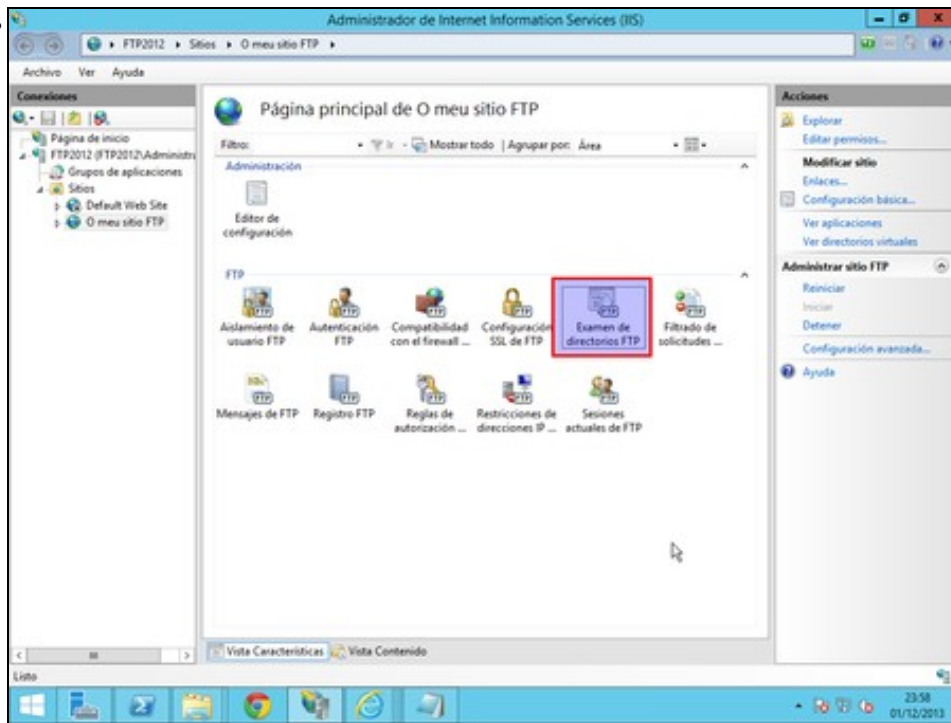 Administrador de Internet Information Services (IIS)
FTP2012 Sitios O meu sitio FTP
Archivo Ver Ayuda
Conexiones
Página de inicio
FTP2012 (FTP2012\Administra
Grupos de aplicaciones
Sitios
Default Web Site
O meu sitio FTP
Página principal de O meu sitio FTP
Filtro: Ir Mostrar todo Agrupar por: Área
Administración
Editor de
configuración
FTP
Aislamiento de
usuario FTP
Autenticación
FTP
Compatibilidad
con el firewall ...
Configuración
SSL de FTP
Examen de
directorios FTP
Filtrado de
solicitudes ...
Mensajes de FTP
Registro FTP
Reglas de
autorización ...
Restricciones de
direcciones IP ...
Sesiones
actuales de FTP
Vista Características Vista Contenido
Acciones
Explorar
Editar permisos...
Modificar sitio
Enlaces...
Configuración básica...
Ver aplicaciones
Ver directorios virtuales
Administrar sitio FTP
Reiniciar
Iniciar
Detener
Configuración avanzada...
Ayuda
Listo
23:58
01/12/2013